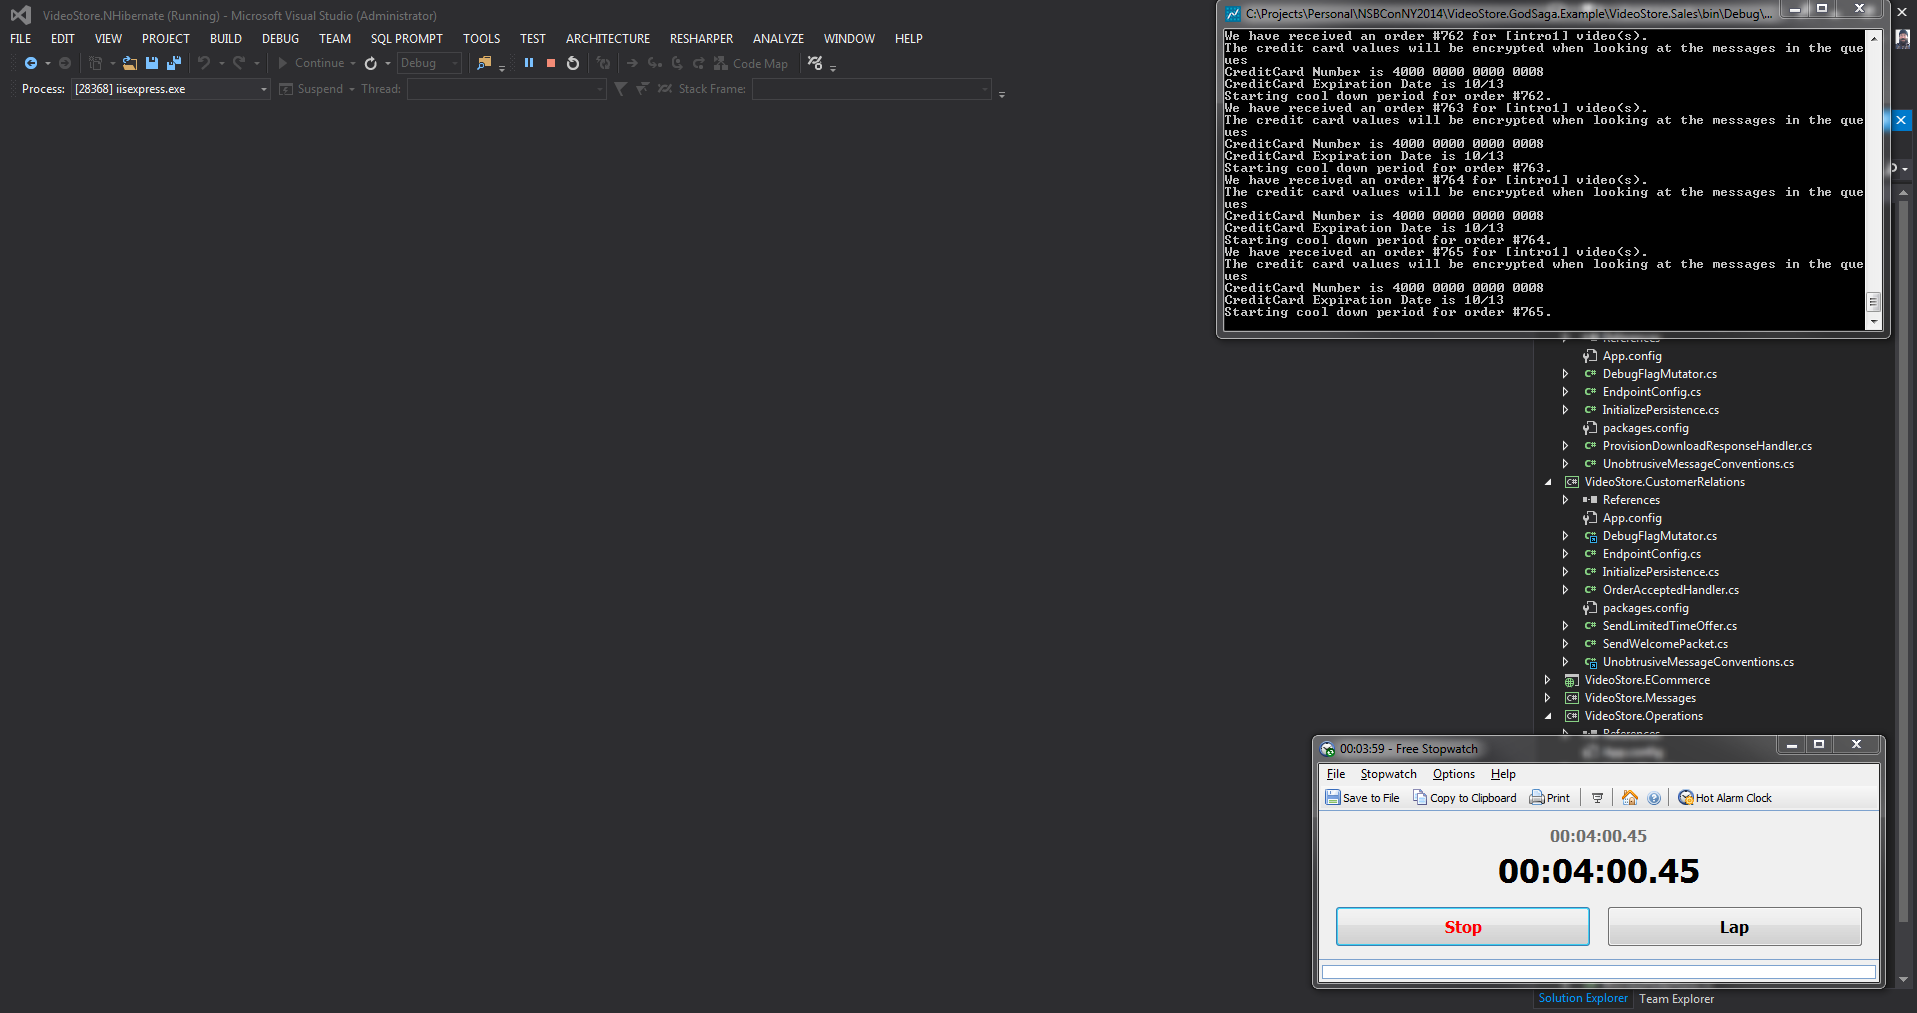 VideoStore.NHibernate (Running) - Microsoft Visual Studio (Administrator)
FILE EDIT VIEW PROJECT BUILD DEBUG TEAM SQL PROMPT TOOLS TEST ARCHITECTURE RESHARPER ANALYZE WINDOW HELP
Continue Debug Code Map
Process: [28368] iisexpress.exe Suspend Thread: Stack Frame:
C:\Projects\Personal\NSBConNY2014\VideoStore.GodSaga.Example\VideoStore.Sales\bin\Debug\...
We have received an order #762 for [intro1] video(s).
The credit card values will be encrypted when looking at the messages in the que
ues
CreditCard Number is 4000 0000 0000 0008
CreditCard Expiration Date is 10/13
Starting cool down period for order #762.
We have received an order #763 for [intro1] video(s).
The credit card values will be encrypted when looking at the messages in the que
ues
CreditCard Number is 4000 0000 0000 0008
CreditCard Expiration Date is 10/13
Starting cool down period for order #763.
We have received an order #764 for [intro1] video(s).
The credit card values will be encrypted when looking at the messages in the que
ues
CreditCard Number is 4000 0000 0000 0008
CreditCard Expiration Date is 10/13
Starting cool down period for order #764.
We have received an order #765 for [intro1] video(s).
The credit card values will be encrypted when looking at the messages in the que
ues
CreditCard Number is 4000 0000 0000 0008
CreditCard Expiration Date is 10/13
Starting cool down period for order #765.
References
App.config
DebugFlagMutator.cs
EndpointConfig.cs
InitializePersistence.cs
packages.config
ProvisionDownloadResponseHandler.cs
UnobtrusiveMessageConventions.cs
VideoStore.CustomerRelations
References
App.config
DebugFlagMutator.cs
EndpointConfig.cs
InitializePersistence.cs
OrderAcceptedHandler.cs
packages.config
SendLimitedTimeOffer.cs
SendWelcomePacket.cs
UnobtrusiveMessageConventions.cs
VideoStore.ECommerce
VideoStore.Messages
VideoStore.Operations
References
App.config
00:03:59 - Free Stopwatch
File Stopwatch Options Help
Save to File Copy to Clipboard Print Hot Alarm Clock
00:04:00.45
00:04:00.45
Stop Lap
Solution Explorer Team Explorer